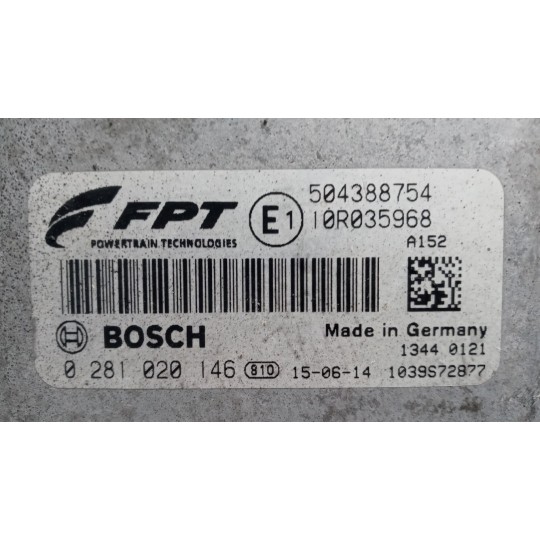 FPT
POWERTRAIN TECHNOLOGIES
E1
504388754
10R035968
A152
BOSCH
Made in Germany
1344 0121
0 281 020 146 810 15-06-14 1039S72877